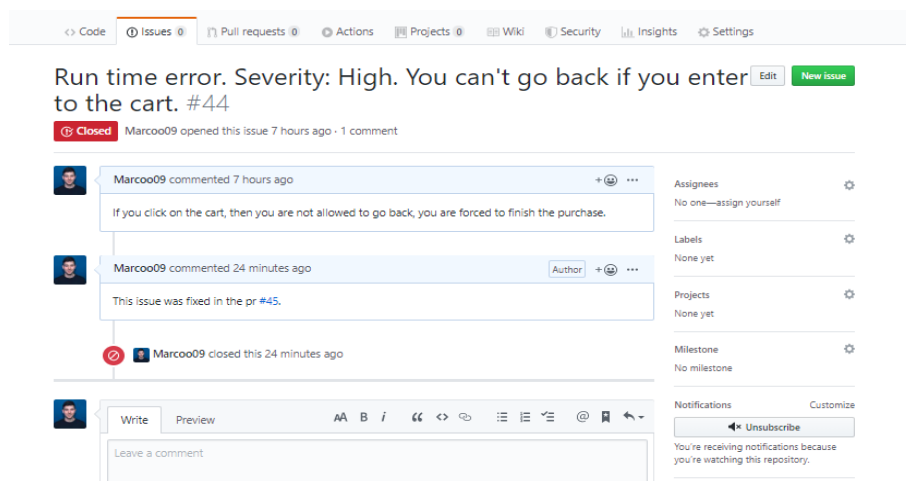 Code Issues 0 Pull requests 0 Actions Projects 0 Wiki Security Insights Settings
Run time error. Severity: High. You can't go back if you enter
to the cart. #44
Edit New issue
Closed Marcoo09 opened this issue 7 hours ago · 1 comment
Marcoo09 commented 7 hours ago
If you click on the cart, then you are not allowed to go back, you are forced to finish the purchase.
Marcoo09 commented 24 minutes ago Author
This issue was fixed in the pr #45.
Marcoo09 closed this 24 minutes ago
Write Preview AA B i
Leave a comment
Assignees
No one—assign yourself
Labels
None yet
Projects
None yet
Milestone
No milestone
Notifications Customize
Unsubscribe
You're receiving notifications because
you're watching this repository.